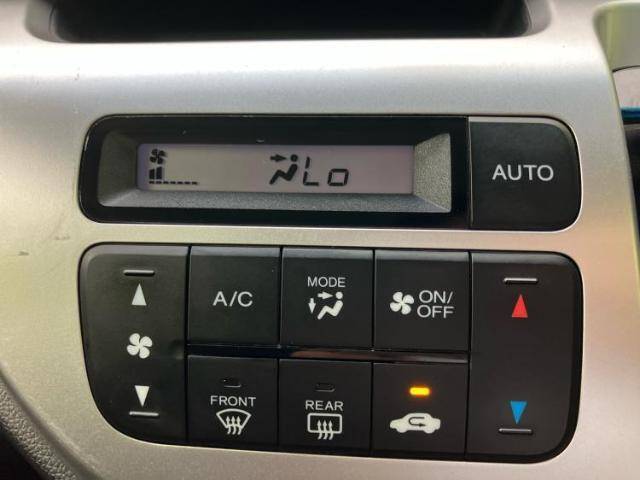 Lo
AUTO
A/C
MODE
ON/
OFF
FRONT
REAR